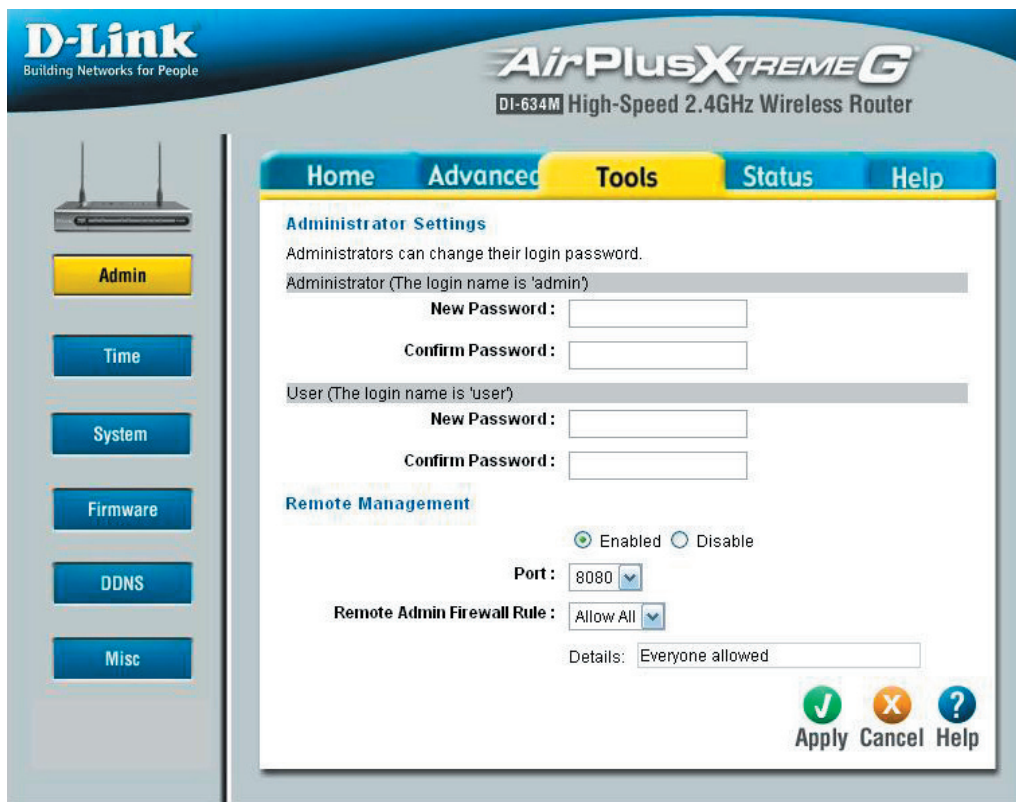 D-Link
Building Networks for People
AirPlus XTREME G
DI-634M High-Speed 2.4GHz Wireless Router
Home Advanced Tools Status Help
Admin
Time
System
Firmware
DDNS
Misc
Administrator Settings
Administrators can change their login password.
Administrator (The login name is 'admin')
New Password :
Confirm Password :
User (The login name is 'user')
New Password :
Confirm Password :
Remote Management
Enabled Disable
Port : 8080
Remote Admin Firewall Rule : Allow All
Details: Everyone allowed
Apply Cancel Help